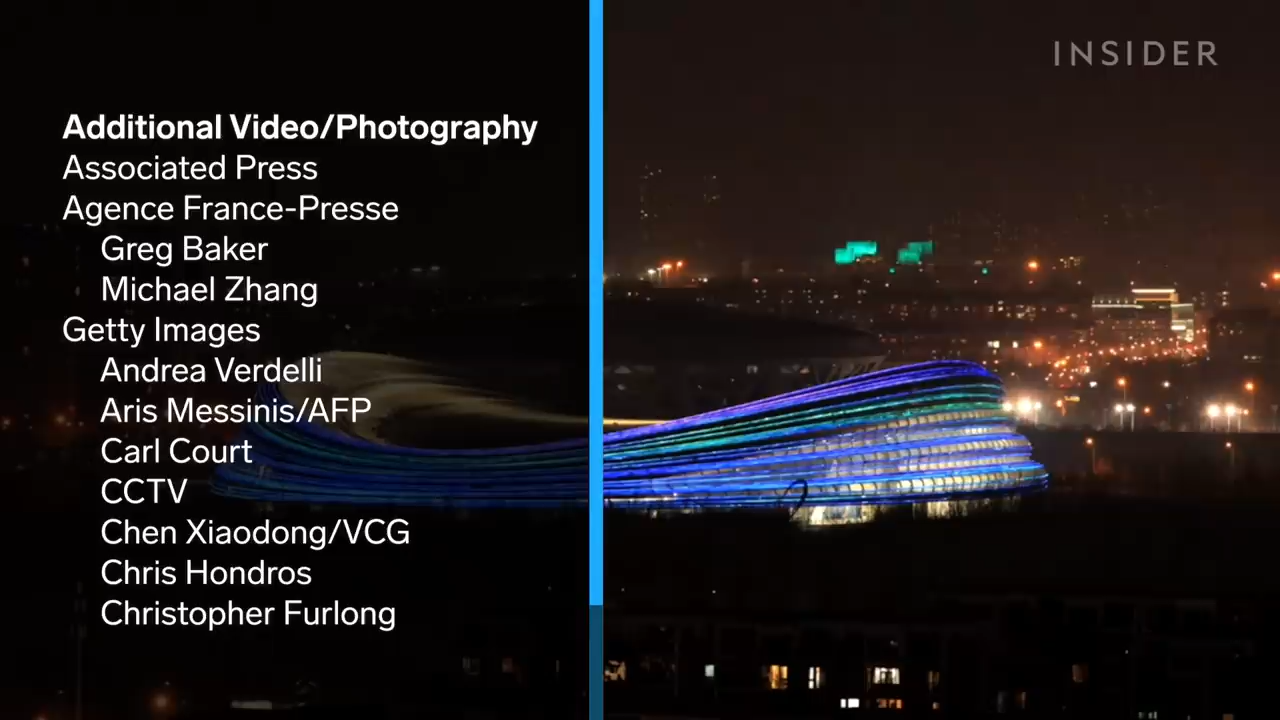 INSIDER
Additional Video/Photography
Associated Press
Agence France-Presse
Greg Baker
Michael Zhang
Getty Images
Andrea Verdelli
Aris Messinis/AFP
Carl Court
CCTV
Chen Xiaodong/VCG
Chris Hondros
Christopher Furlong